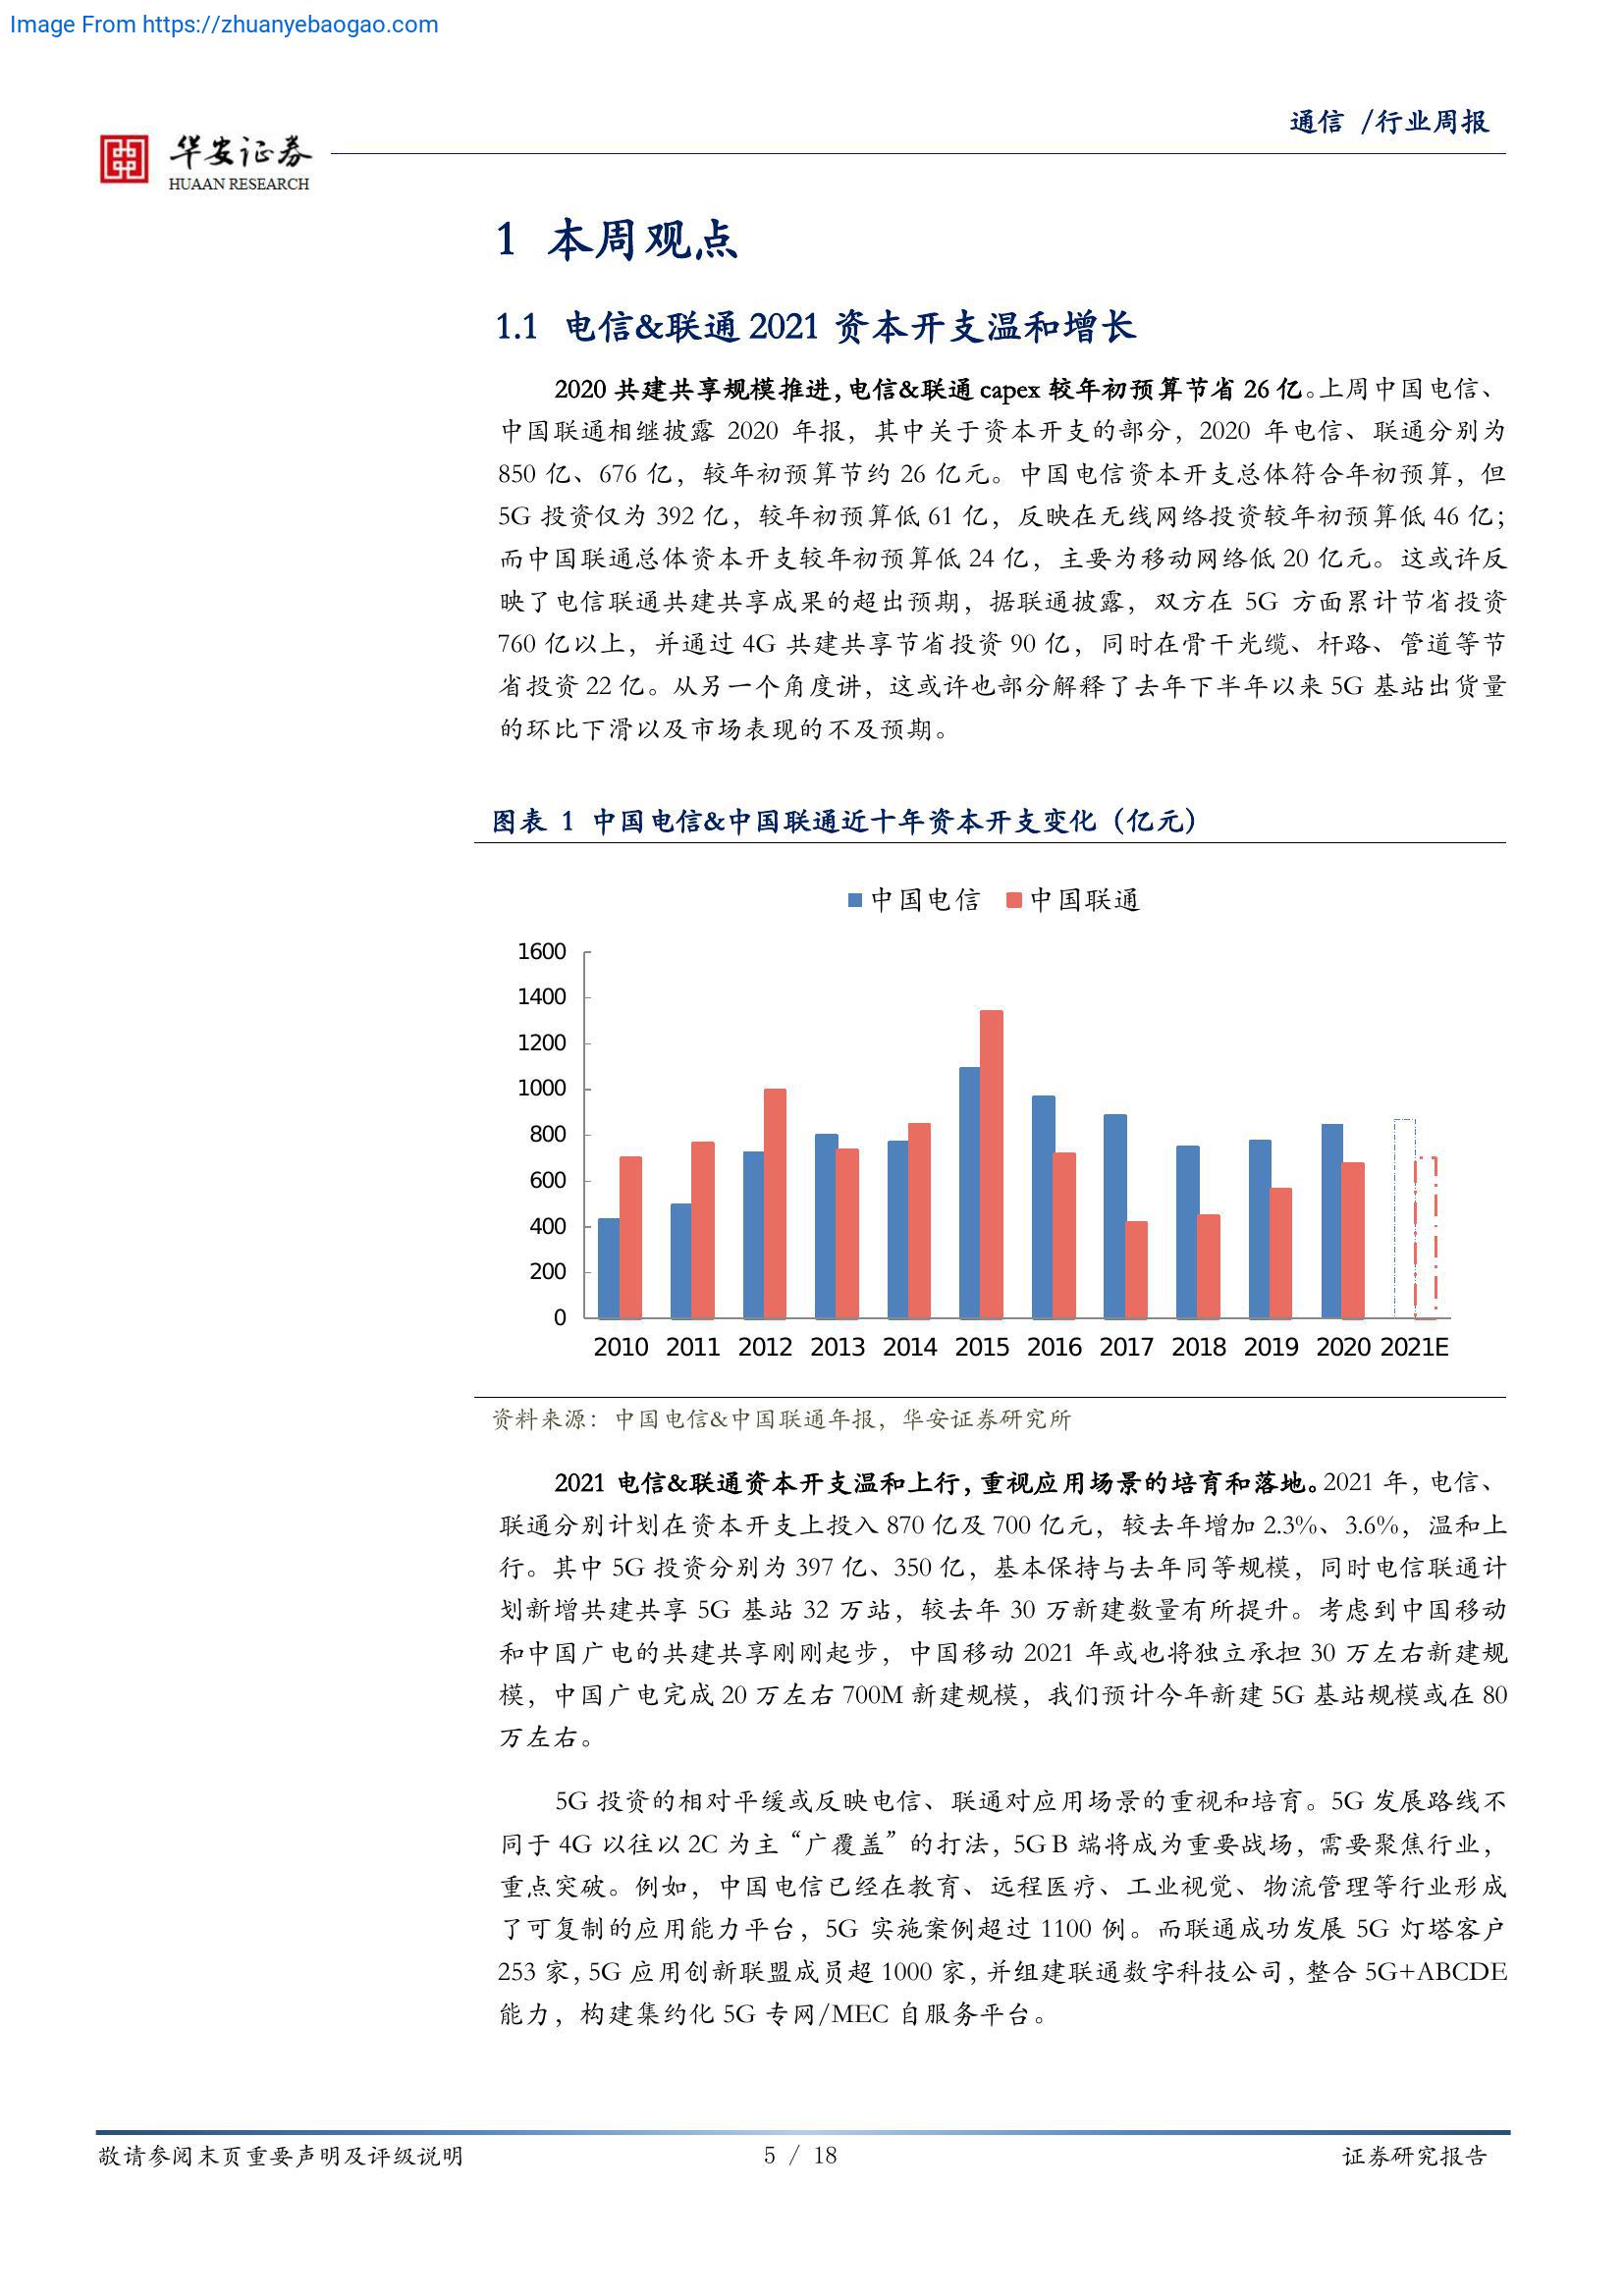 Image From https://zhuanyebaogao.com
通信 /行业周报
华安证券
HUAAN RESEARCH
1 本周观点
1.1 电信&联通 2021 资本开支温和增长
2020 共建共享规模推进，电信&联通 capex 较年初预算节省 26 亿。上周中国电信、
中国联通相继披露 2020 年报，其中关于资本开支的部分，2020 年电信、联通分别为
850 亿、676 亿，较年初预算节约 26 亿元。中国电信资本开支总体符合年初预算，但
5G 投资仅为 392 亿，较年初预算低 61 亿，反映在无线网络投资较年初预算低 46 亿；
而中国联通总体资本开支较年初预算低 24 亿，主要为移动网络低 20 亿元。这或许反
映了电信联通共建共享成果的超出预期，据联通披露，双方在 5G 方面累计节省投资
760 亿以上，并通过 4G 共建共享节省投资 90 亿，同时在骨干光缆、杆路、管道等节
省投资 22 亿。从另一个角度讲，这或许也部分解释了去年下半年以来 5G 基站出货量
的环比下滑以及市场表现的不及预期。
图表 1 中国电信&中国联通近十年资本开支变化（亿元）
中国电信 中国联通
1600
1400
1200
1000
800
600
400
200
0
2010 2011 2012 2013 2014 2015 2016 2017 2018 2019 2020 2021E
资料来源：中国电信&中国联通年报，华安证券研究所
2021 电信&联通资本开支温和上行，重视应用场景的培育和落地。2021 年，电信、
联通分别计划在资本开支上投入 870 亿及 700 亿元，较去年增加 2.3%、3.6%，温和上
行。其中 5G 投资分别为 397 亿、350 亿，基本保持与去年同等规模，同时电信联通计
划新增共建共享 5G 基站 32 万站，较去年 30 万新建数量有所提升。考虑到中国移动
和中国广电的共建共享刚刚起步，中国移动 2021 年或也将独立承担 30 万左右新建规
模，中国广电完成 20 万左右 700M 新建规模，我们预计今年新建 5G 基站规模或在 80
万左右。
5G 投资的相对平缓或反映电信、联通对应用场景的重视和培育。5G 发展路线不
同于 4G 以往以 2C 为主“广覆盖”的打法，5G B 端将成为重要战场，需要聚焦行业，
重点突破。例如，中国电信已经在教育、远程医疗、工业视觉、物流管理等行业形成
了可复制的应用能力平台，5G 实施案例超过 1100 例。而联通成功发展 5G 灯塔客户
253 家，5G 应用创新联盟成员超 1000 家，并组建联通数字科技公司，整合 5G+ABCDE
能力，构建集约化 5G 专网/MEC 自服务平台。
敬请参阅末页重要声明及评级说明 5 / 18 证券研究报告